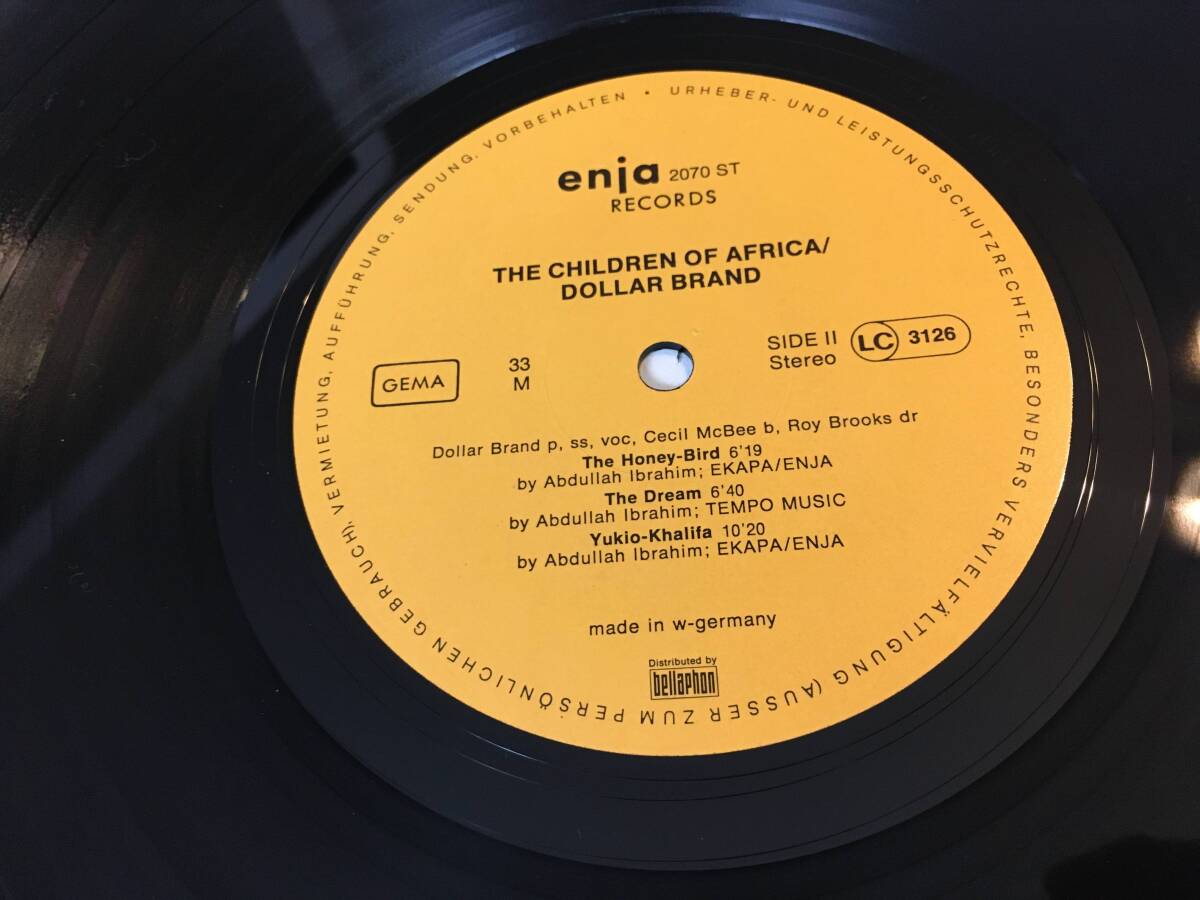 URHEBER- UND LEISTUNGSSCHUTZRECHTE, BESONDERS VERVIELFÄLTIGUNG (AUSSER ZUM PERSÖNLICHEN GEBRAUCH), VERMIETUNG, AUFFÜHRUNG, SENDUNG, VORBEHALTEN •
enja 2070 ST
RECORDS
THE CHILDREN OF AFRICA/
DOLLAR BRAND
GEMA
33
M
SIDE II
Stereo
LC 3126
Dollar Brand p, ss, voc, Cecil McBee b, Roy Brooks dr
The Honey-Bird 6'19
by Abdullah Ibrahim; EKAPA/ENJA
The Dream 6'40
by Abdullah Ibrahim; TEMPO MUSIC
Yukio-Khalifa 10'20
by Abdullah Ibrahim; EKAPA/ENJA
made in w-germany
Distributed by
bellaphon